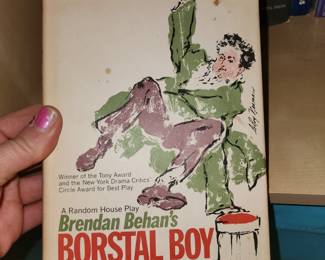 Winner of the Tony Award
and the New York Drama Critics'
Circle Award for Best Play
A Random House Play
Brendan Behan's
BORSTAL BOY